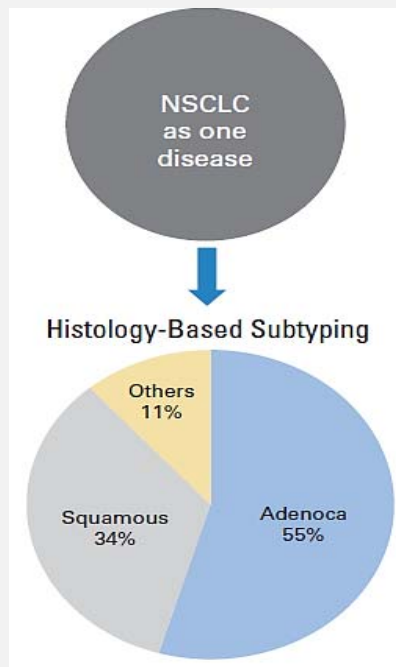 NSCLC
as one
disease
Histology-Based Subtyping
Others
11%
Squamous
34%
Adenoca
55%